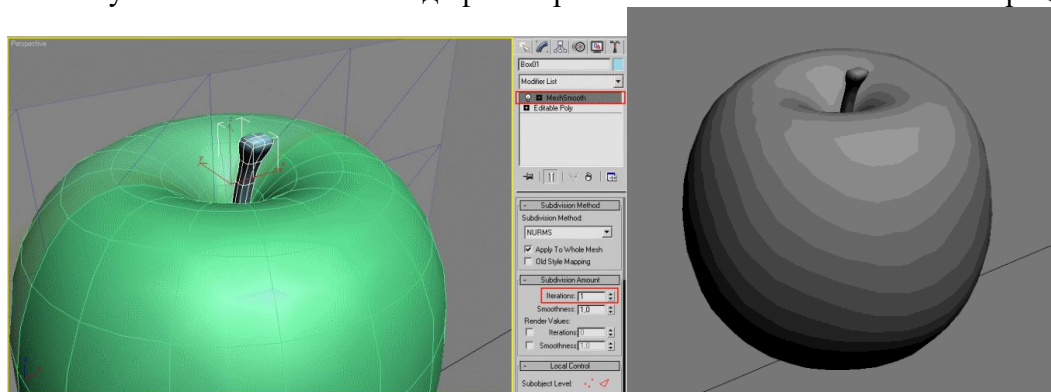 Perspective
Box01
Modifier List
MeshSmooth
Editable Poly
- Subdivision Method
Subdivision Method:
NURMS
Apply To Whole Mesh
Old Style Mapping
- Subdivision Amount
Iterations: 1
Smoothness: 1,0
Render Values:
Iterations: 0
Smoothness: 1,0
- Local Control
Subobject Level: